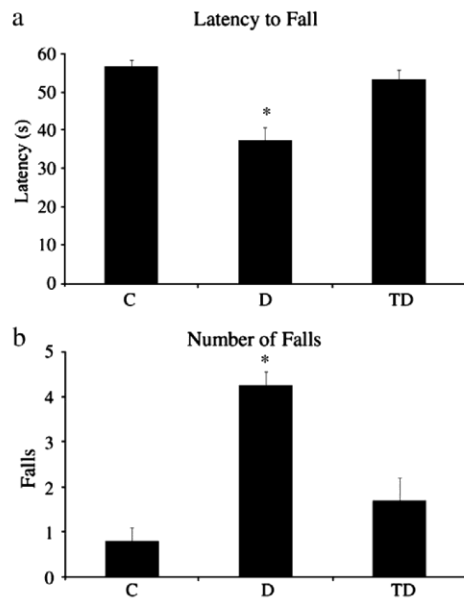 a
Latency to Fall
60
50
40
30
20
10
0
Latency (s)
*
C D TD
b
Number of Falls
5
4
3
2
1
0
Falls
*
C D TD